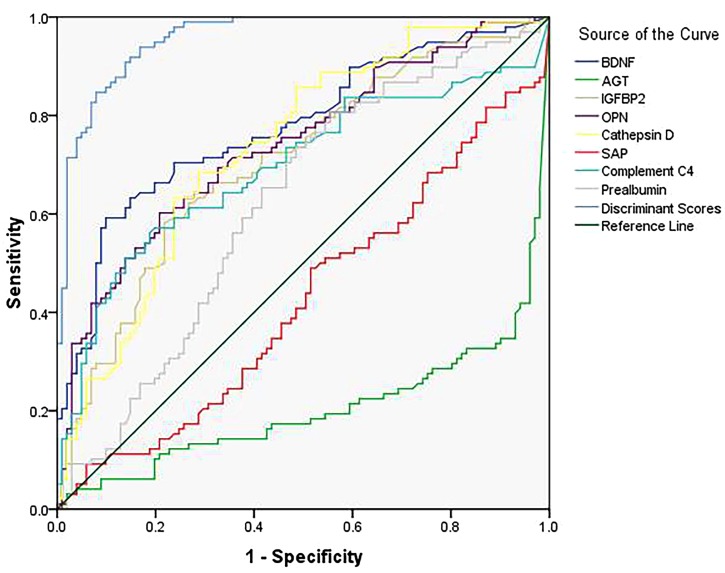 Source of the Curve
BDNF
AGT
IGFBP2
OPN
Cathepsin D
SAP
Complement C4
Prealbumin
Discriminant Scores
Reference Line
Sensitivity
1.0
0.8
0.6
0.4
0.2
0.0
0.0 0.2 0.4 0.6 0.8 1.0
1 - Specificity